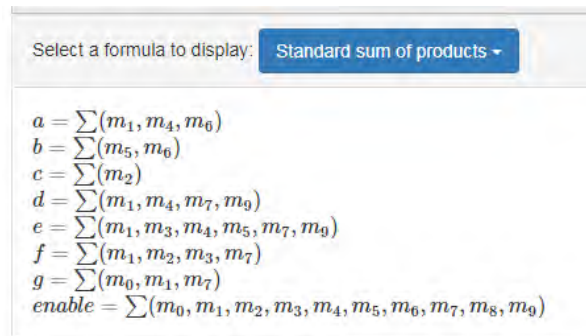 Select a formula to display: Standard sum of products
a = ∑(m₁, m₄, m₆)
b = ∑(m₅, m₆)
c = ∑(m₂)
d = ∑(m₁, m₄, m₇, m₉)
e = ∑(m₁, m₃, m₄, m₅, m₇, m₉)
f = ∑(m₁, m₂, m₃, m₇)
g = ∑(m₀, m₁, m₇)
enable = ∑(m₀, m₁, m₂, m₃, m₄, m₅, m₆, m₇, m₈, m₉)